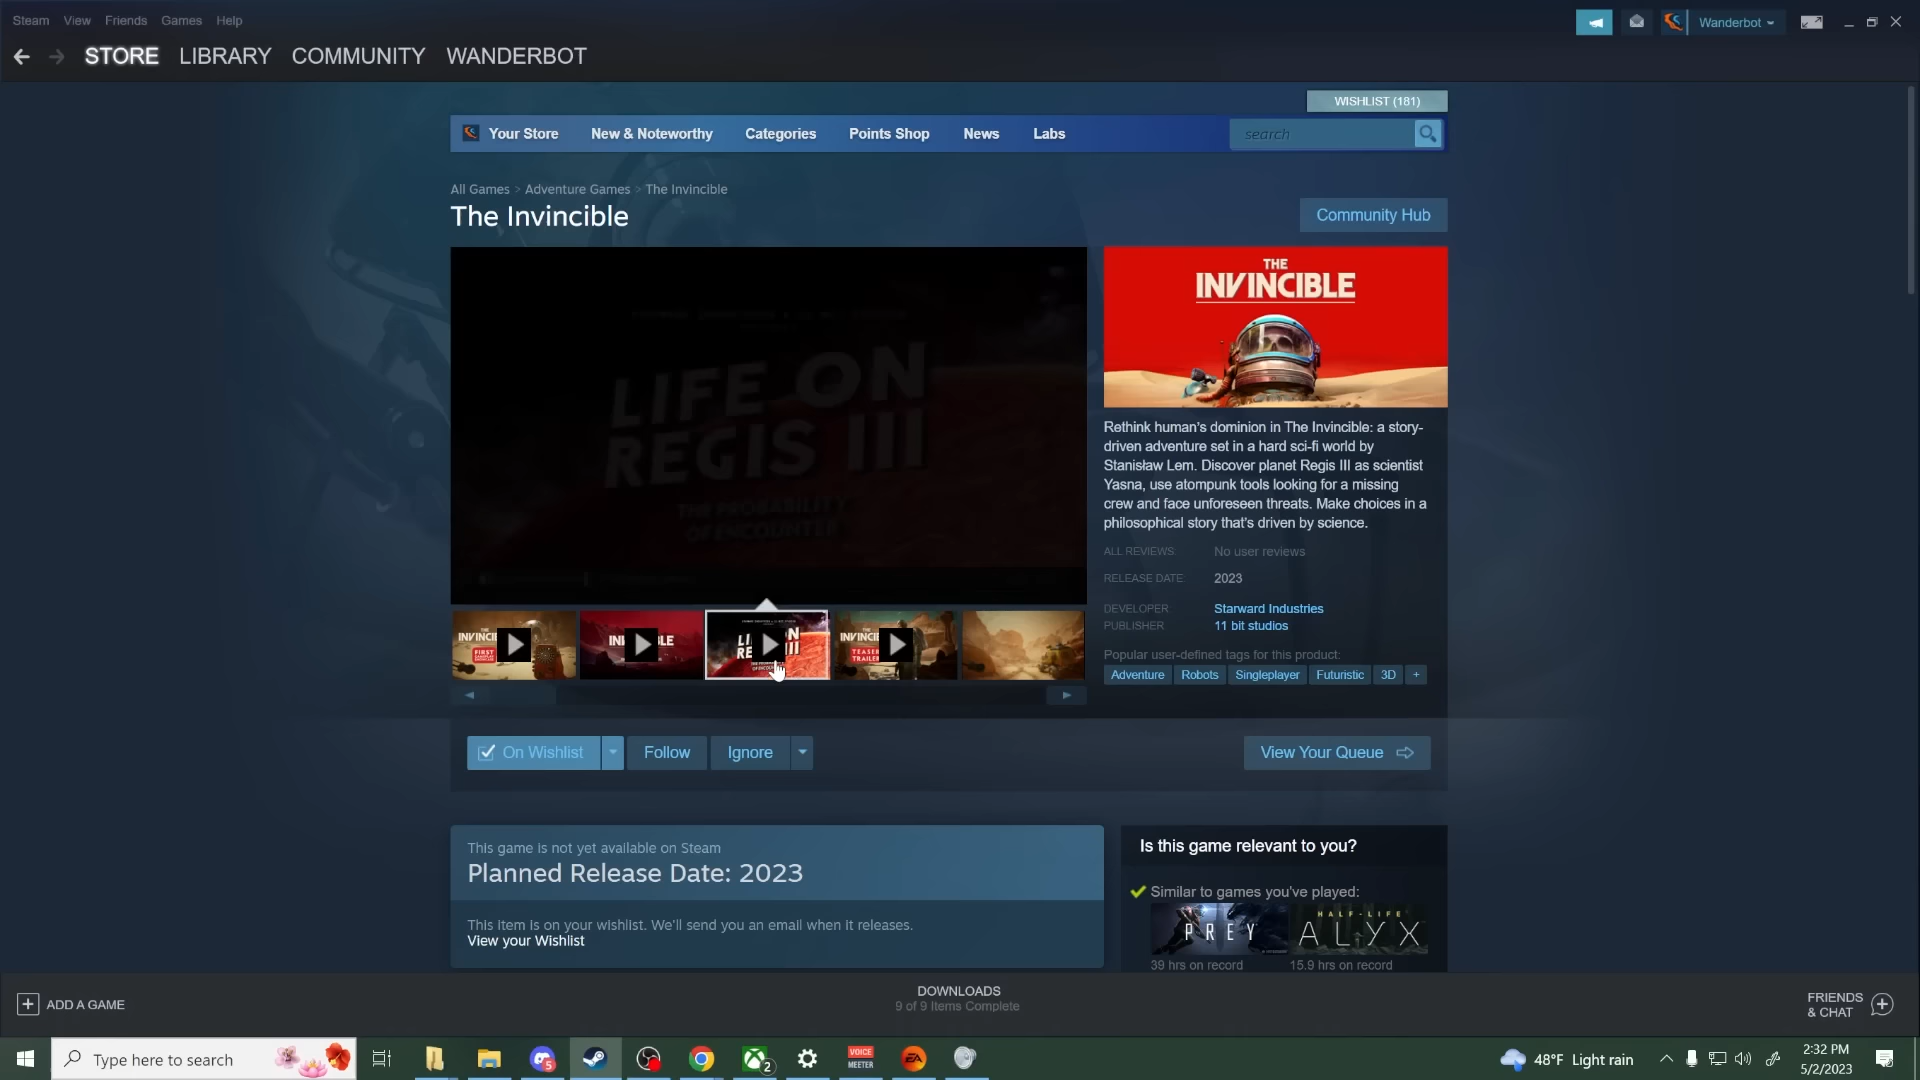 Steam View Friends Games Help
Wanderbot
STORE LIBRARY COMMUNITY WANDERBOT
WISHLIST (181)
Your Store New & Noteworthy Categories Points Shop News Labs
search
All Games > Adventure Games > The Invincible
The Invincible
Community Hub
LIFE ON
REGIS III
THE PROBABILITY
OF ENCOUNTER
THE
INVINCIBLE
Rethink human's dominion in The Invincible: a story-
driven adventure set in a hard sci-fi world by
Stanisław Lem. Discover planet Regis III as scientist
Yasna, use atompunk tools looking for a missing
crew and face unforeseen threats. Make choices in a
philosophical story that's driven by science.
ALL REVIEWS: No user reviews
RELEASE DATE: 2023
DEVELOPER: Starward Industries
PUBLISHER: 11 bit studios
Popular user-defined tags for this product:
Adventure Robots Singleplayer Futuristic 3D +
On Wishlist Follow Ignore
View Your Queue
This game is not yet available on Steam
Planned Release Date: 2023
This item is on your wishlist. We'll send you an email when it releases.
View your Wishlist
Is this game relevant to you?
Similar to games you've played:
PREY
HALF-LIFE
ALYX
39 hrs on record 15.9 hrs on record
ADD A GAME
DOWNLOADS
9 of 9 Items Complete
FRIENDS
& CHAT
Type here to search
5
2
VOICE
MEETER
EA
48°F Light rain
2:32 PM
5/2/2023